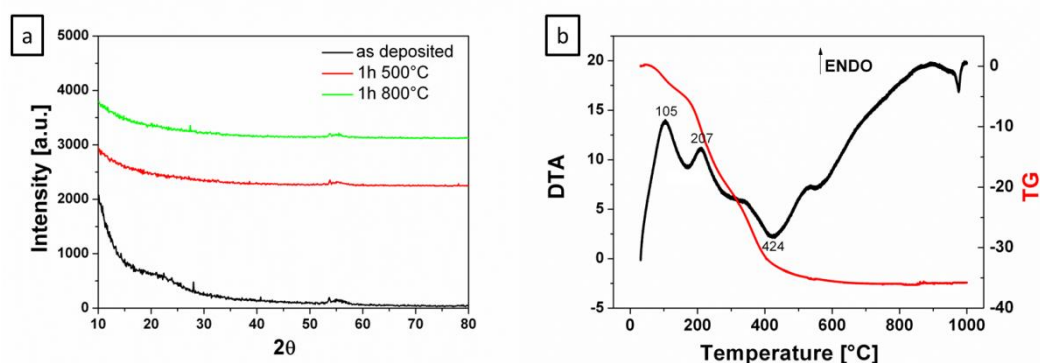 a
as deposited
1h 500°C
1h 800°C
5000
4000
3000
2000
1000
0
Intensity [a.u.]
10 20 30 40 50 60 70 80
2θ
b
ENDO
20
15
10
5
0
-5
DTA
105
207
424
0
-10
-20
-30
-40
TG
0 200 400 600 800 1000
Temperature [°C]